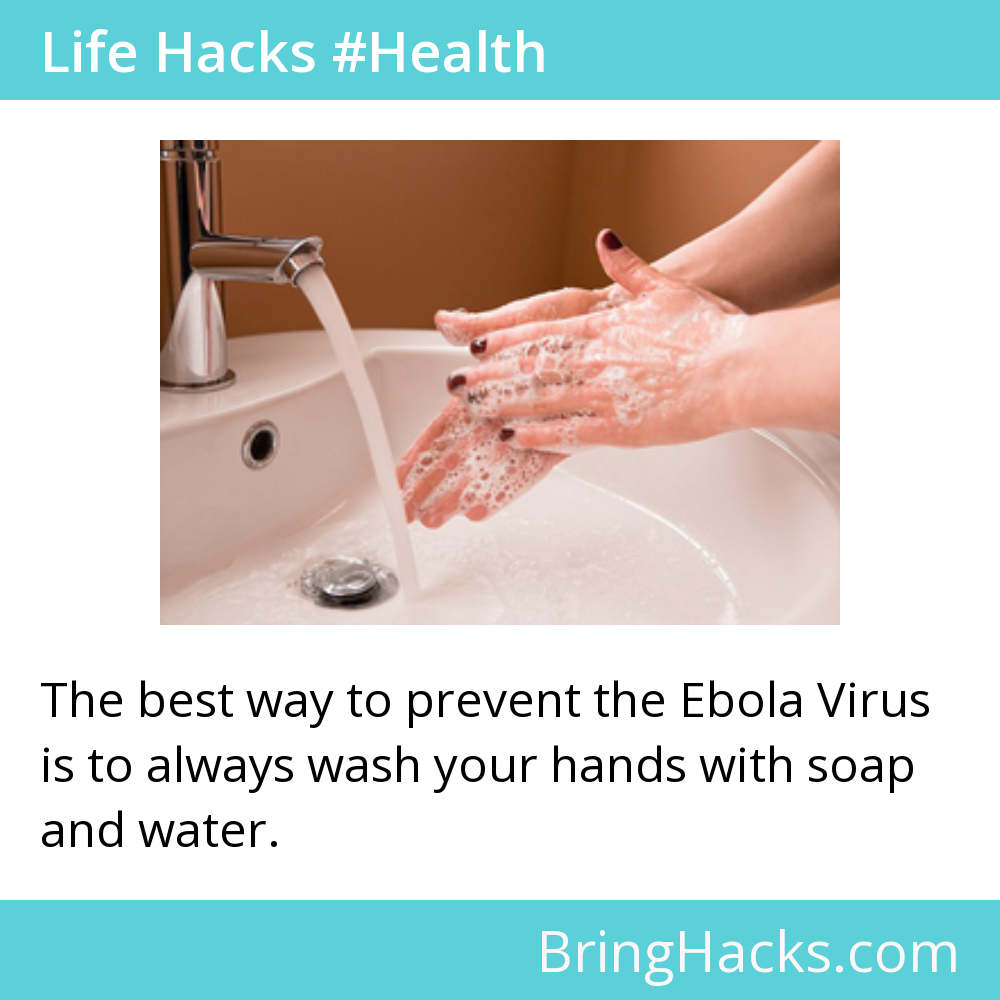 Life Hacks #Health
The best way to prevent the Ebola Virus
is to always wash your hands with soap
and water.
BringHacks.com